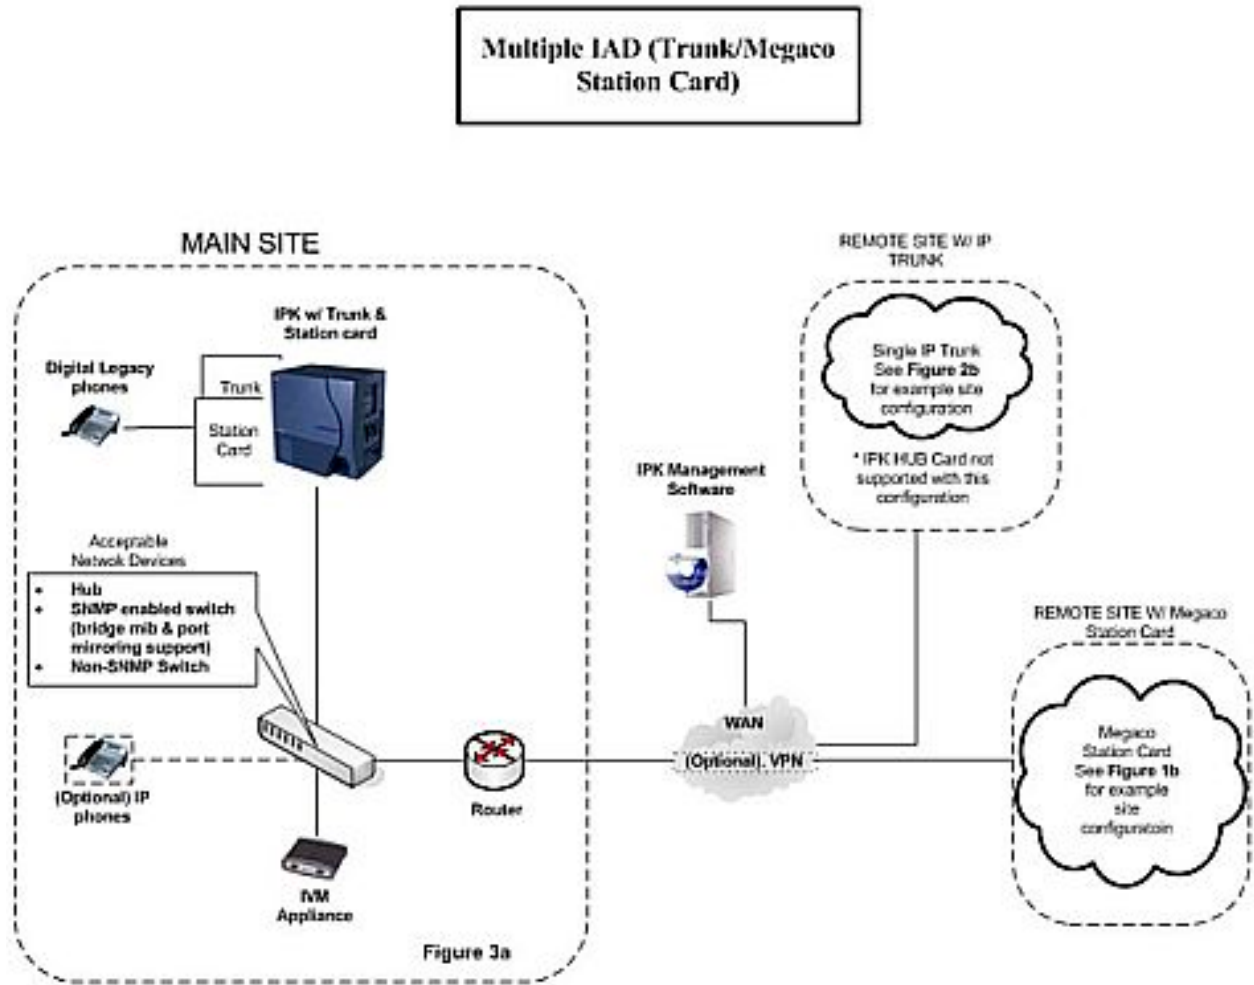 Multiple IAD (Trunk/Megaco
Station Card)
MAIN SITE
IPK w/ Trunk &
Station card
Digital Legacy
phones
Trunk
Station
Card
Acceptable
Netwok Devices
• Hub
• SNMP enabled switch
(bridge mib & port
mirroring support)
• Non-SNMP Switch
(Optional) IP
phones
Router
IVM
Appliance
Figure 3a
IPK Management
Software
WAN
(Optional). VPN
REMOTE SITE W/ IP
TRUNK
Single IP Trunk
See Figure 2b
for example site
configuration
* IPK HUB Card not
supported with this
configuration
REMOTE SITE W/ Megaco
Station Card
Megaco
Station Card
See Figure 1b
for example
site
configuratoin